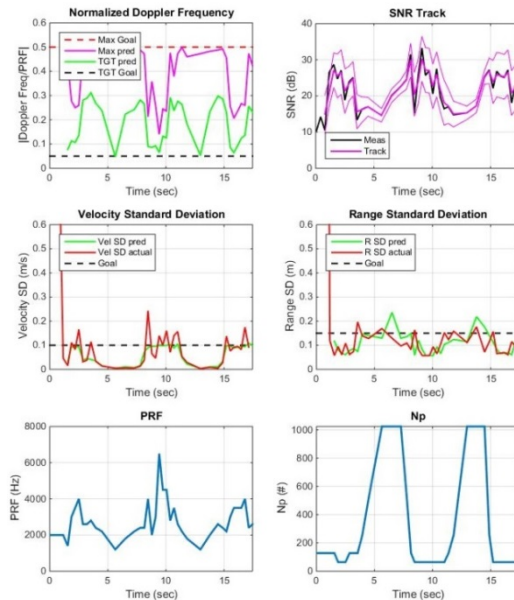 Normalized Doppler Frequency
|Doppler Freq/PRF|
0.6
0.5
0.4
0.3
0.2
0.1
0
Max Goal
Max pred
TGT pred
TGT Goal
0 5 10 15
Time (sec)
SNR Track
SNR (dB)
40
30
20
10
0
Meas
Track
0 5 10 15
Time (sec)
Velocity Standard Deviation
Velocity SD (m/s)
0.6
0.5
0.4
0.3
0.2
0.1
0
Vel SD pred
Vel SD actual
Goal
0 5 10 15
Time (sec)
Range Standard Deviation
Range SD (m)
0.6
0.5
0.4
0.3
0.2
0.1
0
R SD pred
R SD actual
Goal
0 5 10 15
Time (sec)
PRF
PRF (Hz)
8000
6000
4000
2000
0
0 5 10 15
Time (sec)
Np
Np (#)
1000
800
600
400
200
0
0 5 10 15
Time (sec)